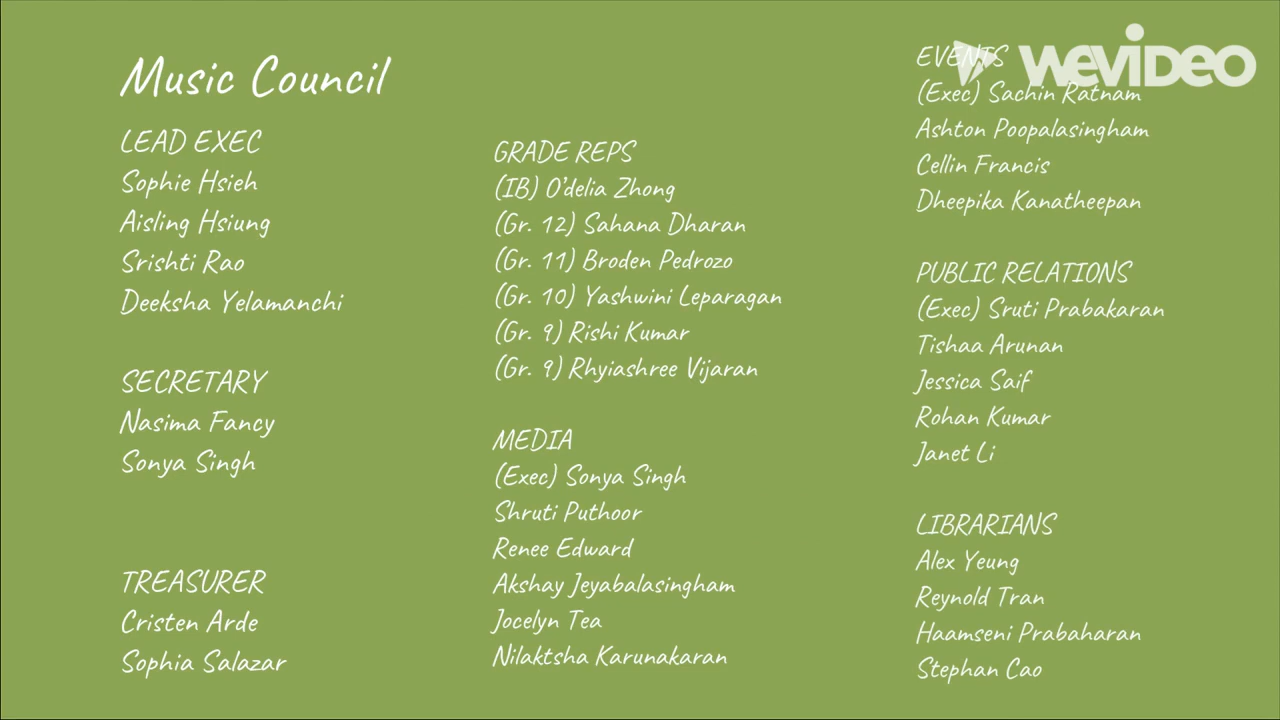 Music Council
LEAD EXEC
Sophie Hsieh
Aisling Hsiung
Srishti Rao
Deeksha Yelamanchi
SECRETARY
Nasima Fancy
Sonya Singh
TREASURER
Cristen Arde
Sophia Salazar
GRADE REPS
(IB) O'delia Zhong
(Gr. 12) Sahana Dharan
(Gr. 11) Broden Pedrozo
(Gr. 10) Yashwini Leparagan
(Gr. 9) Rishi Kumar
(Gr. 9) Rhyiashree Vijaran
MEDIA
(Exec) Sonya Singh
Shruti Puthoor
Renee Edward
Akshay Jeyabalasingham
Jocelyn Tea
Nilaktsha Karunakaran
EVENTS
(Exec) Sachin Ratnam
Ashton Poopalasingham
Cellin Francis
Dheepika Kanatheepan
PUBLIC RELATIONS
(Exec) Sruti Prabakaran
Tishaa Arunan
Jessica Saif
Rohan Kumar
Janet Li
LIBRARIANS
Alex Yeung
Reynold Tran
Haamseni Prabaharan
Stephan Cao
WEVIDEO